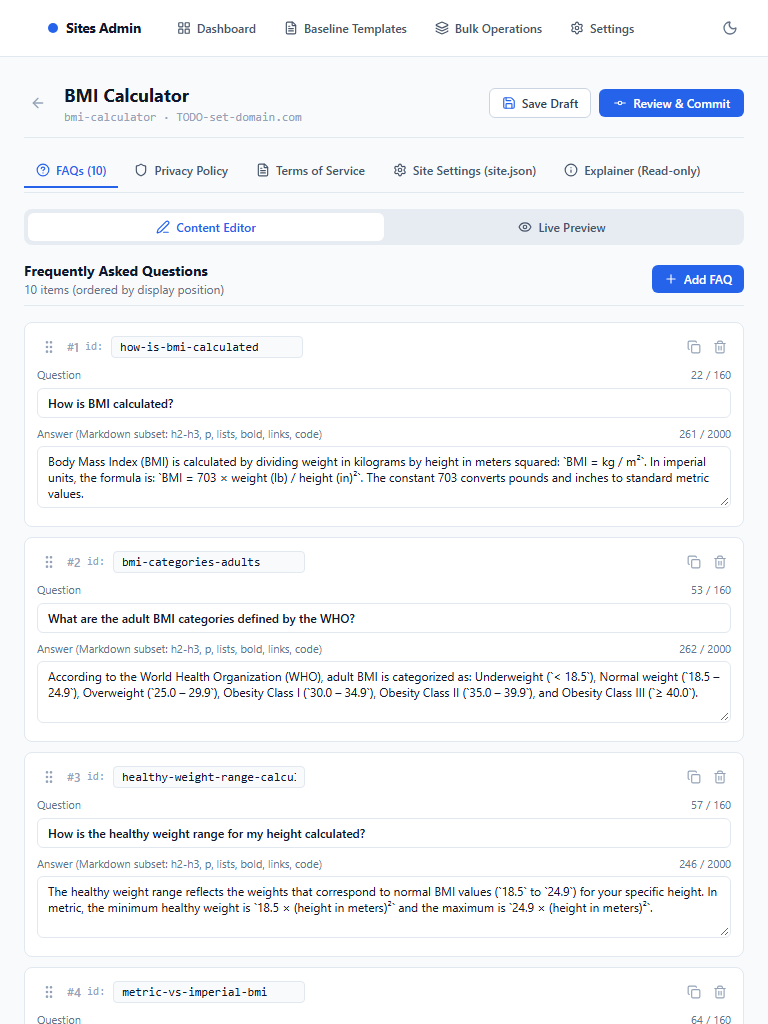 Sites Admin Dashboard Baseline Templates Bulk Operations Settings
BMI Calculator
bmi-calculator · TODO-set-domain.com
Save Draft Review & Commit
FAQs (10) Privacy Policy Terms of Service Site Settings (site.json) Explainer (Read-only)
Content Editor Live Preview
Frequently Asked Questions
10 items (ordered by display position)
Add FAQ
#1 id: how-is-bmi-calculated
Question 22 / 160
How is BMI calculated?
Answer (Markdown subset: h2-h3, p, lists, bold, links, code) 261 / 2000
Body Mass Index (BMI) is calculated by dividing weight in kilograms by height in meters squared: `BMI = kg / m²`. In imperial
units, the formula is: `BMI = 703 × weight (lb) / height (in)²`. The constant 703 converts pounds and inches to standard metric
values.
#2 id: bmi-categories-adults
Question 53 / 160
What are the adult BMI categories defined by the WHO?
Answer (Markdown subset: h2-h3, p, lists, bold, links, code) 262 / 2000
According to the World Health Organization (WHO), adult BMI is categorized as: Underweight (`< 18.5`), Normal weight (`18.5 –
24.9`), Overweight (`25.0 – 29.9`), Obesity Class I (`30.0 – 34.9`), Obesity Class II (`35.0 – 39.9`), and Obesity Class III (`≥ 40.0`).
#3 id: healthy-weight-range-calcu
Question 57 / 160
How is the healthy weight range for my height calculated?
Answer (Markdown subset: h2-h3, p, lists, bold, links, code) 246 / 2000
The healthy weight range reflects the weights that correspond to normal BMI values (`18.5` to `24.9`) for your specific height. In
metric, the minimum healthy weight is `18.5 × (height in meters)²` and the maximum is `24.9 × (height in meters)²`.
#4 id: metric-vs-imperial-bmi
Question 64 / 160